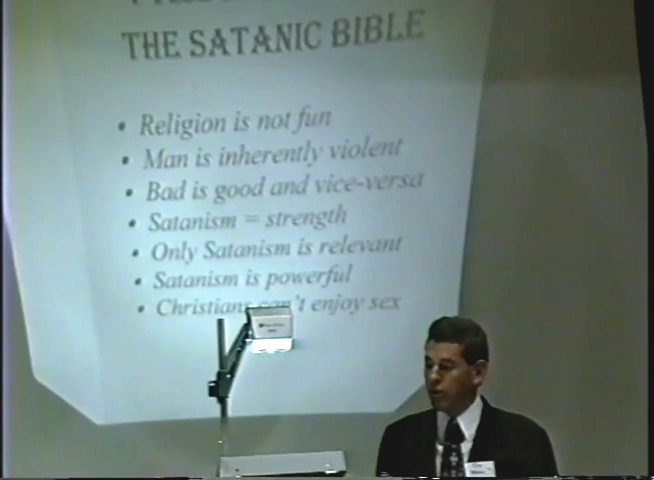 THE SATANIC BIBLE
• Religion is not fun
• Man is inherently violent
• Bad is good and vice-versa
• Satanism = strength
• Only Satanism is relevant
• Satanism is powerful
• Christians can't enjoy sex